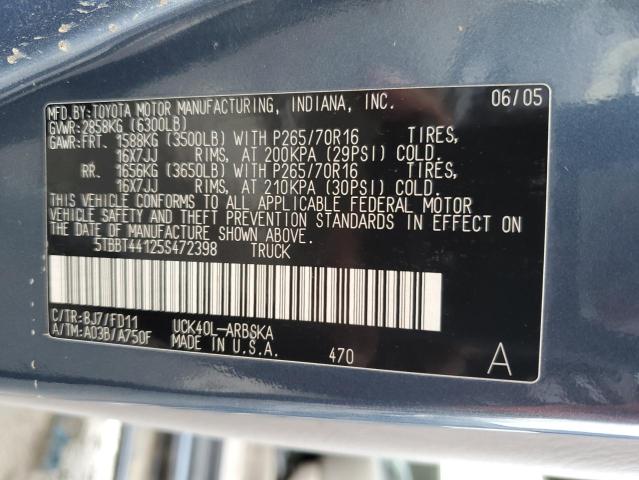 MFD.BY:TOYOTA MOTOR MANUFACTURING, INDIANA, INC. 06/05
GVWR:2858KG (6300LB)
GAWR:FRT. 1588KG (3500LB) WITH P265/70R16 TIRES,
16X7JJ RIMS, AT 200KPA (29PSI) COLD.
RR. 1656KG (3650LB) WITH P265/70R16 TIRES,
16X7JJ RIMS, AT 210KPA (30PSI) COLD.
THIS VEHICLE CONFORMS TO ALL APPLICABLE FEDERAL MOTOR
VEHICLE SAFETY AND THEFT PREVENTION STANDARDS IN EFFECT ON
THE DATE OF MANUFACTURE SHOWN ABOVE.
5TBBT44125S472398 TRUCK
C/TR:8J7/FD11 UCK40L-ARBSKA
A/TM:A03B/A750F MADE IN U.S.A. 470 A